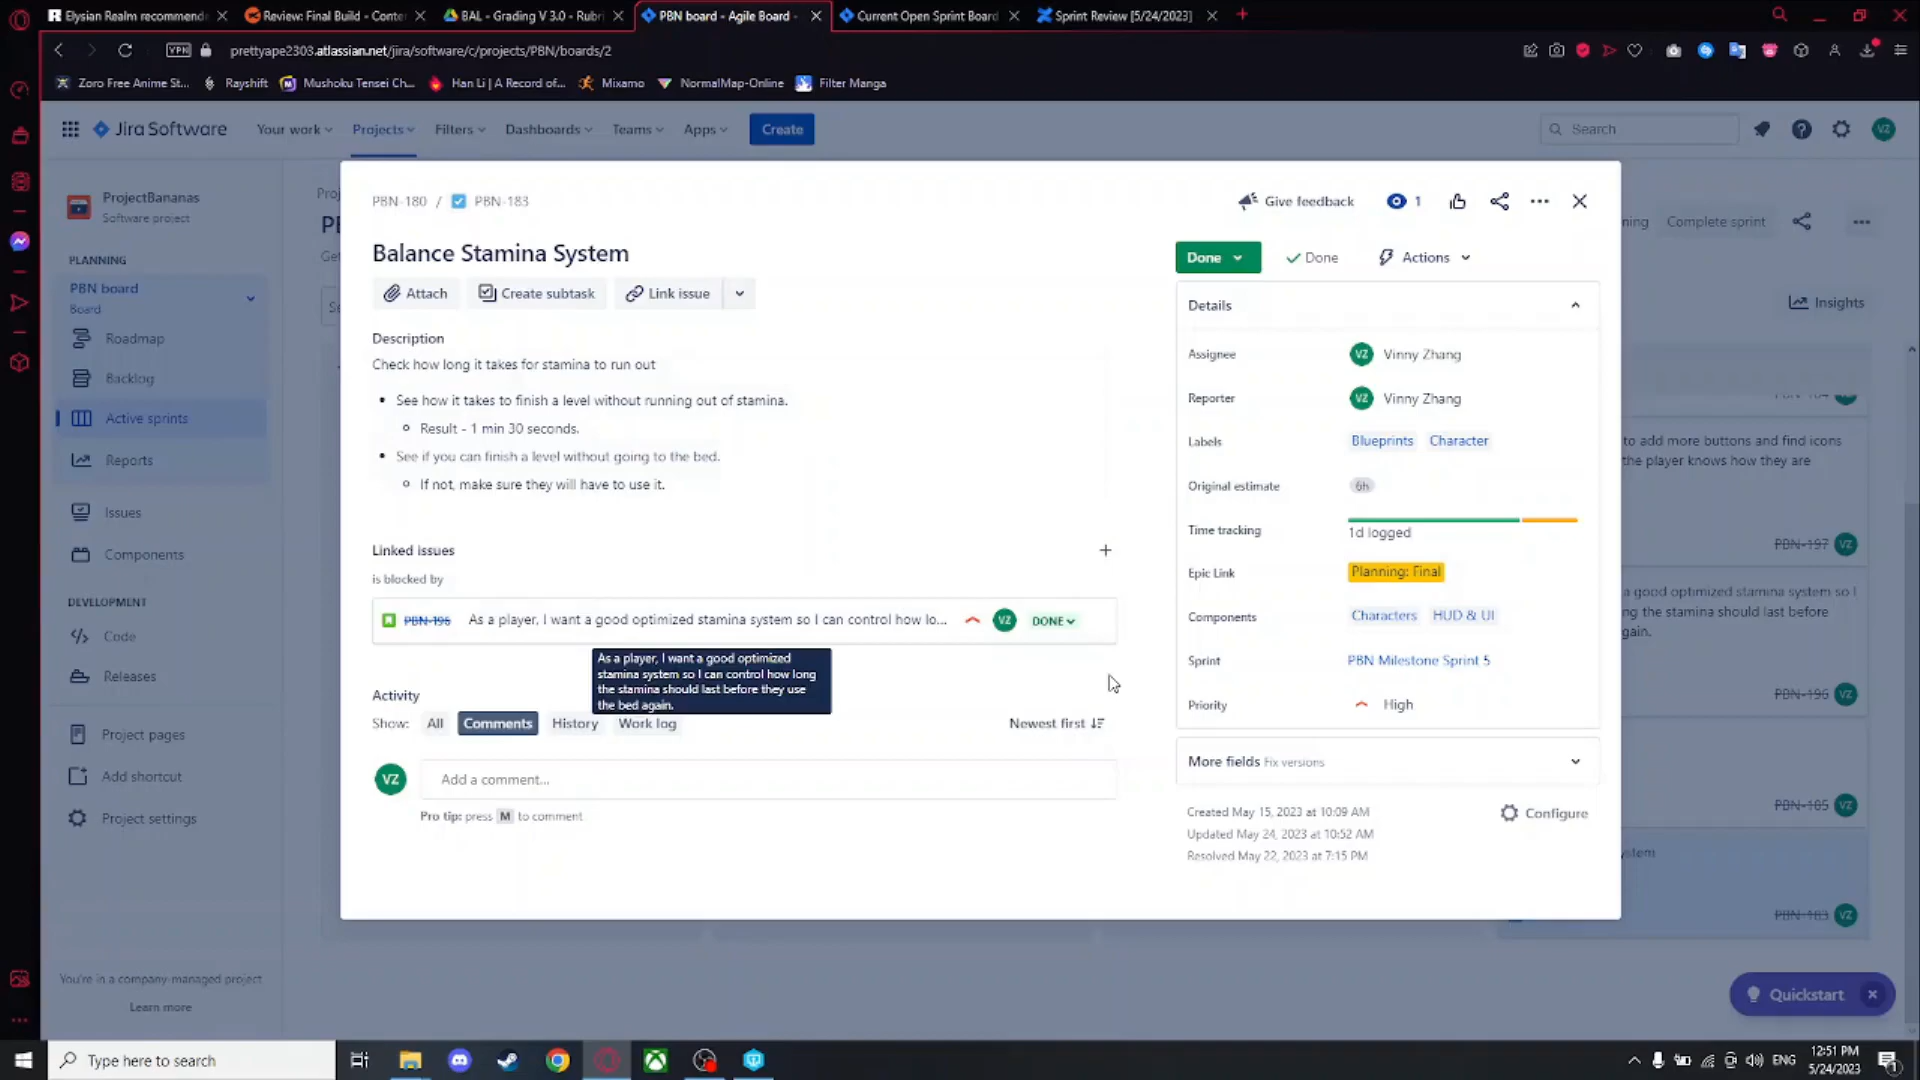 Elysian Realm recommend
Review: Final Build - Conter
BAL - Grading V 3.0 - Rubri
PBN board - Agile Board -
Current Open Sprint Board
Sprint Review [5/24/2023]
VPN
prettyape2303.atlassian.net/jira/software/c/projects/PBN/boards/2
Zoro Free Anime St...
Rayshift
Mushoku Tensei Ch...
Han Li | A Record of...
Mixamo
NormalMap-Online
Filter Manga
Jira Software
Your work
Projects
Filters
Dashboards
Teams
Apps
Create
Search
VZ
ProjectBananas
Software project
PLANNING
PBN board
Board
Roadmap
Backlog
Active sprints
Reports
Issues
Components
DEVELOPMENT
Code
Releases
Project pages
Add shortcut
Project settings
You're in a company-managed project
Learn more
Proj
Complete sprint
Insights
PBN-180 / PBN-183
Give feedback
1
Balance Stamina System
Attach
Create subtask
Link issue
Description
Check how long it takes for stamina to run out
See how it takes to finish a level without running out of stamina.
Result - 1 min 30 seconds.
See if you can finish a level without going to the bed.
If not, make sure they will have to use it.
Linked issues
is blocked by
PBN-196 As a player, I want a good optimized stamina system so I can control how lo... VZ DONE
As a player, I want a good optimized
stamina system so I can control how long
the stamina should last before they use
the bed again.
Activity
Show: All Comments History Work log
Newest first
VZ
Add a comment...
Pro tip: press M to comment
Done
Done
Actions
Details
Assignee VZ Vinny Zhang
Reporter VZ Vinny Zhang
Labels Blueprints Character
Original estimate 6h
Time tracking 1d logged
Epic Link Planning: Final
Components Characters HUD & UI
Sprint PBN Milestone Sprint 5
Priority High
More fields Fix versions
Created May 15, 2023 at 10:09 AM
Updated May 24, 2023 at 10:52 AM
Resolved May 22, 2023 at 7:15 PM
Configure
to add more buttons and find icons
the player knows how they are
PBN-197 VZ
a good optimized stamina system so I
ng the stamina should last before
ain.
PBN-196 VZ
PBN-185 VZ
ystem
PBN-183 VZ
Quickstart
Type here to search
ENG
12:51 PM
5/24/2023
1